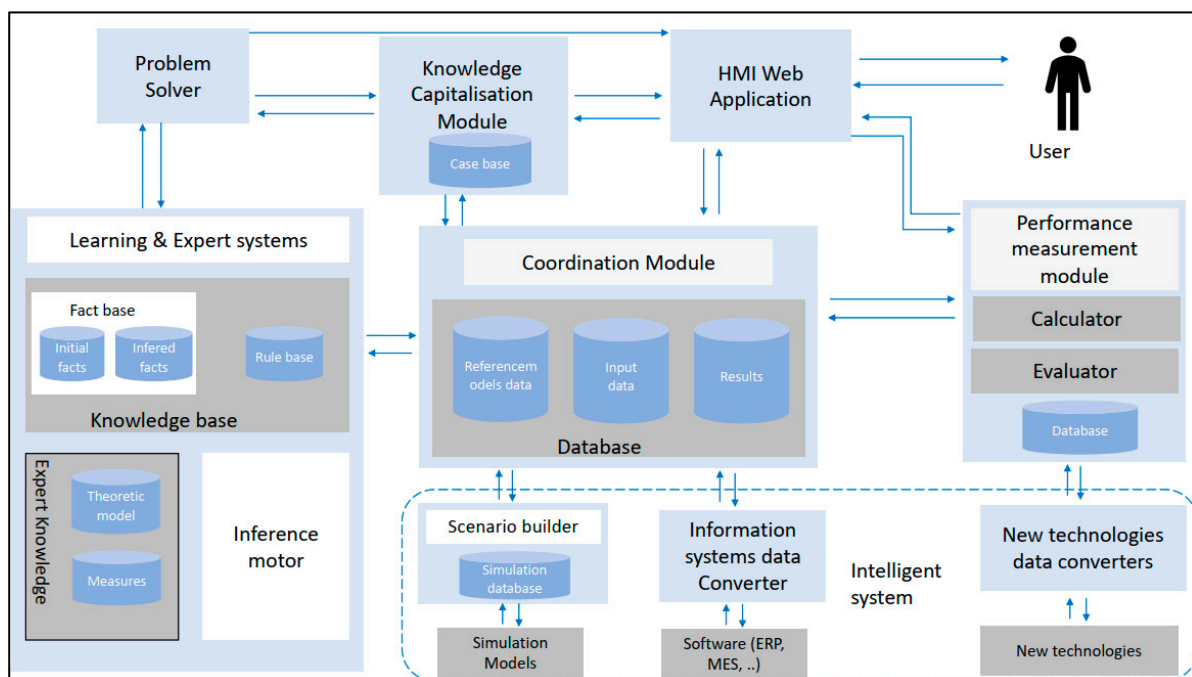 Problem
Solver
Knowledge
Capitalisation
Module
Case base
HMI Web
Application
User
Learning & Expert systems
Fact base
Initial
facts
Infered
facts
Rule base
Knowledge base
Expert Knowledge
Theoretic
model
Measures
Inference
motor
Coordination Module
Referencem
odels data
Input
data
Results
Database
Performance
measurement
module
Calculator
Evaluator
Database
Scenario builder
Simulation
database
Simulation
Models
Information
systems data
Converter
Software (ERP,
MES, ..)
Intelligent
system
New technologies
data converters
New technologies